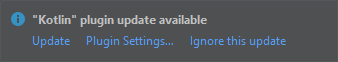 "Kotlin" plugin update available
Update Plugin Settings... Ignore this update